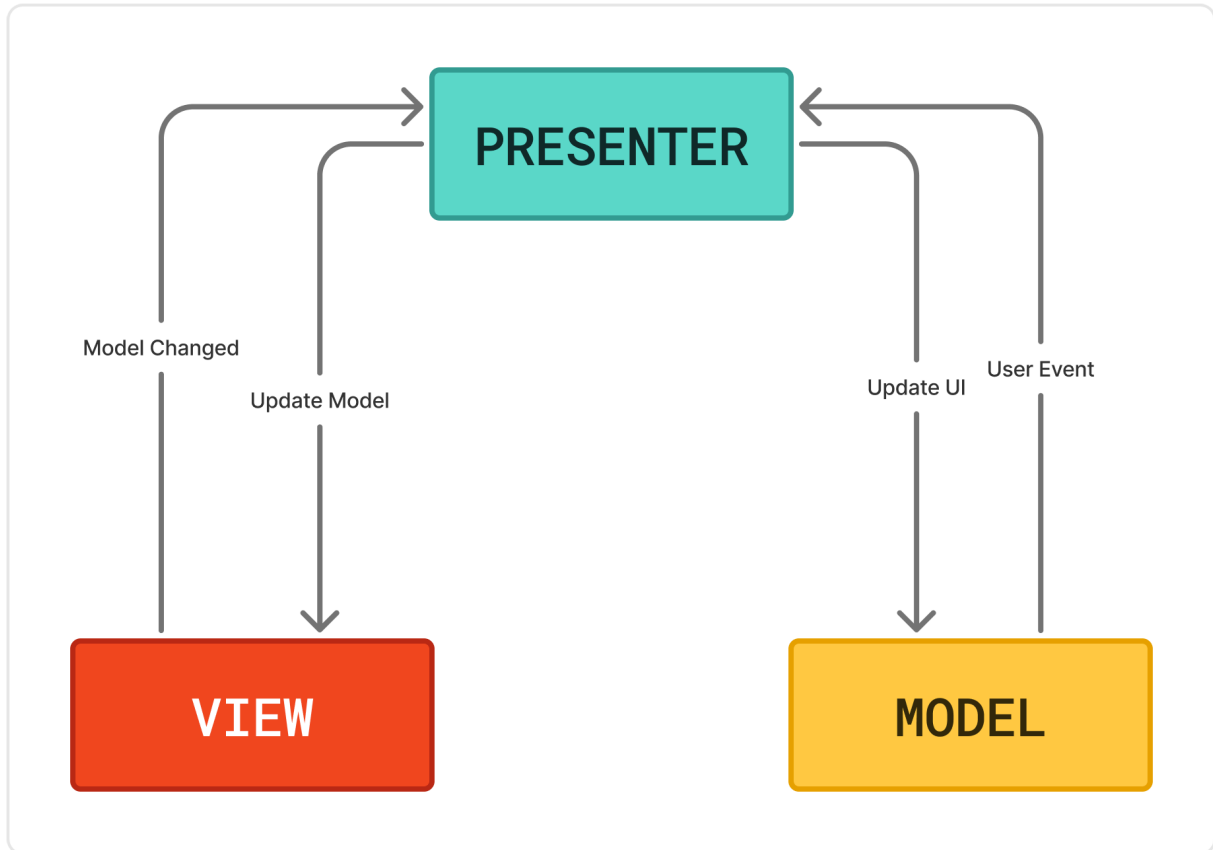 PRESENTER
Model Changed
User Event
Update UI
Update Model
VIEW
MODEL